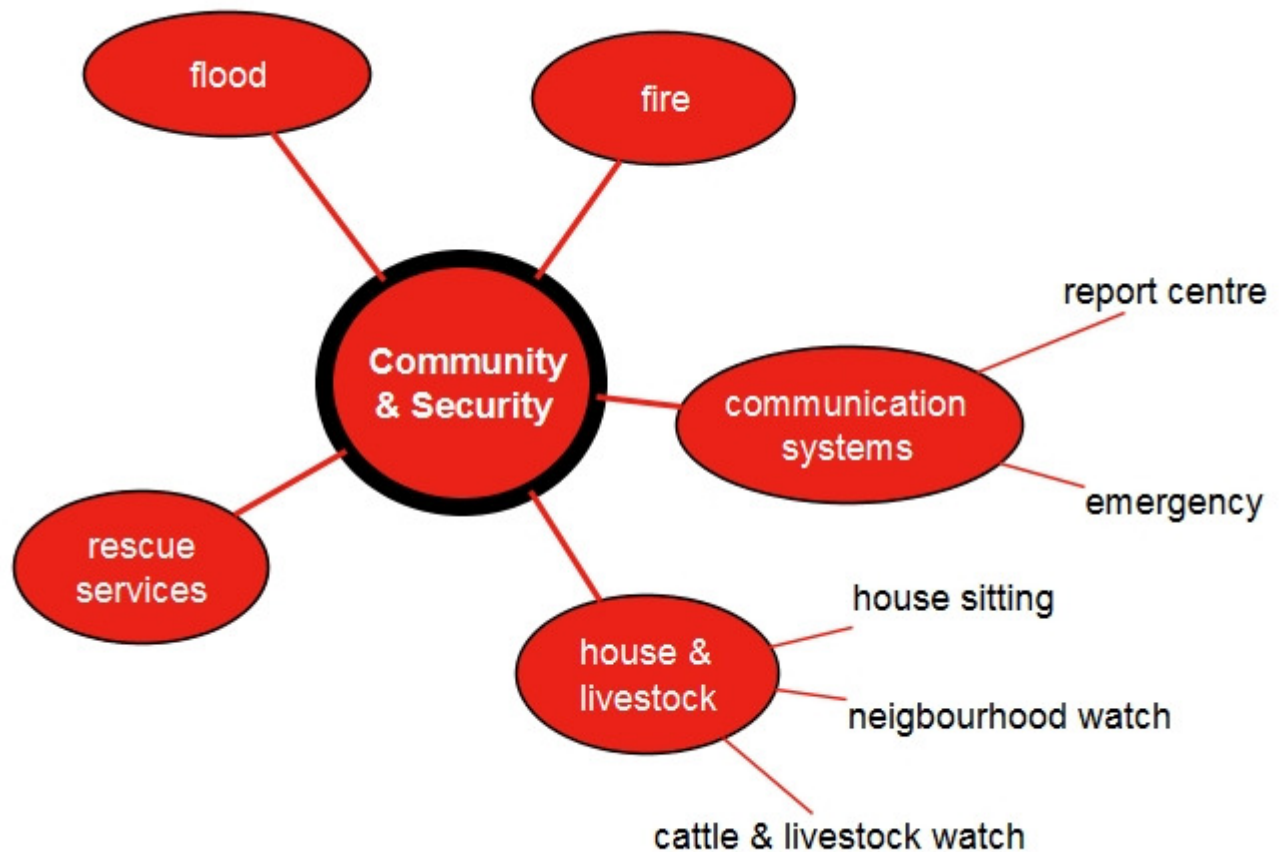 flood
fire
Community
& Security
report centre
communication
systems
emergency
rescue
services
house sitting
house &
livestock
neigbourhood watch
cattle & livestock watch